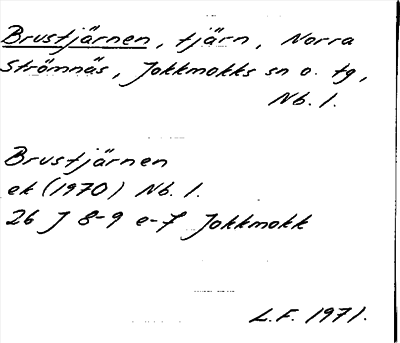 Brustjärnen, tjärn, Norra
Strömnäs, Jokkmokks sn o. tg,
Nb. l.
Brustjärnen
ek (1970) Nb. l.
26 J 8-9 e-f Jokkmokk
L.F. 1971.